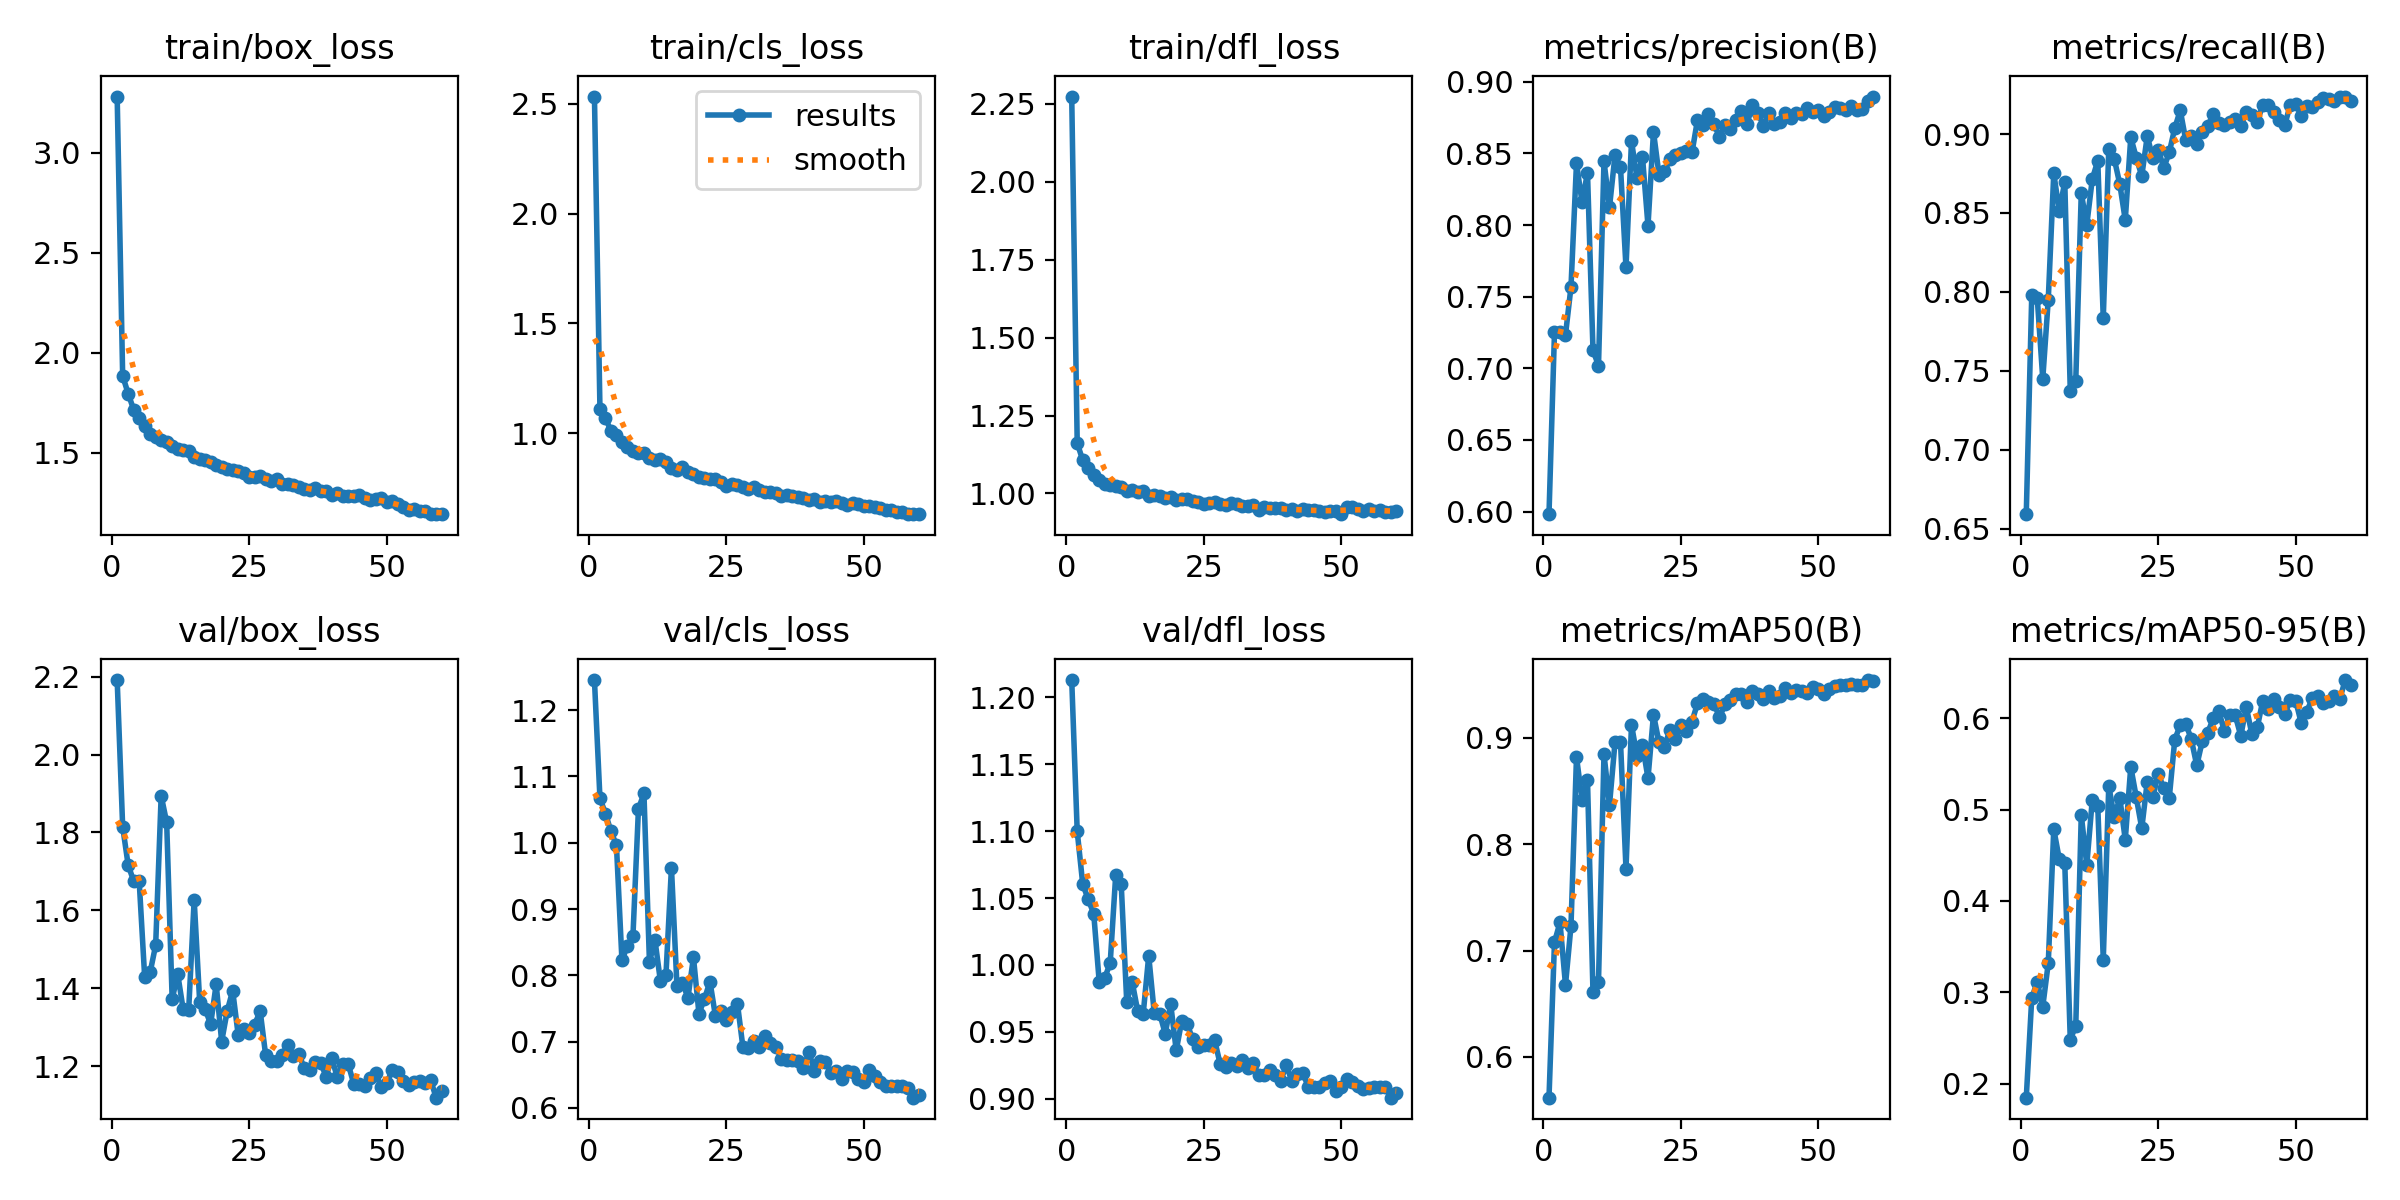 train/box_loss
3.0
2.5
2.0
1.5
0 25 50
train/cls_loss
results
smooth
2.5
2.0
1.5
1.0
0 25 50
train/dfl_loss
2.25
2.00
1.75
1.50
1.25
1.00
0 25 50
metrics/precision(B)
0.90
0.85
0.80
0.75
0.70
0.65
0.60
0 25 50
metrics/recall(B)
0.90
0.85
0.80
0.75
0.70
0.65
0 25 50
val/box_loss
2.2
2.0
1.8
1.6
1.4
1.2
0 25 50
val/cls_loss
1.2
1.1
1.0
0.9
0.8
0.7
0.6
0 25 50
val/dfl_loss
1.20
1.15
1.10
1.05
1.00
0.95
0.90
0 25 50
metrics/mAP50(B)
0.9
0.8
0.7
0.6
0 25 50
metrics/mAP50-95(B)
0.6
0.5
0.4
0.3
0.2
0 25 50